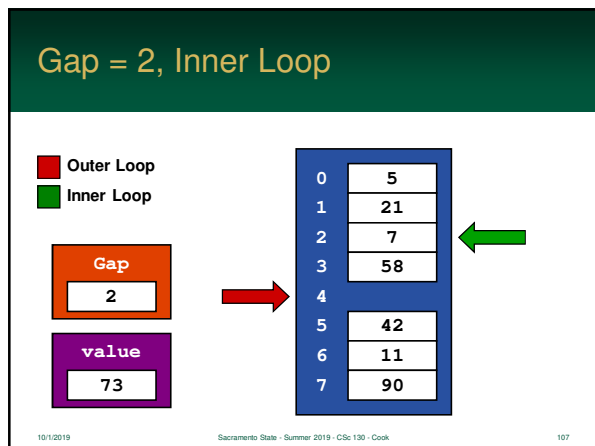 Gap = 2, Inner Loop
Outer Loop
Inner Loop
Gap
2
value
73
0 5
1 21
2 7
3 58
4
5 42
6 11
7 90
10/1/2019 Sacramento State - Summer 2019 - CSc 130 - Cook 107